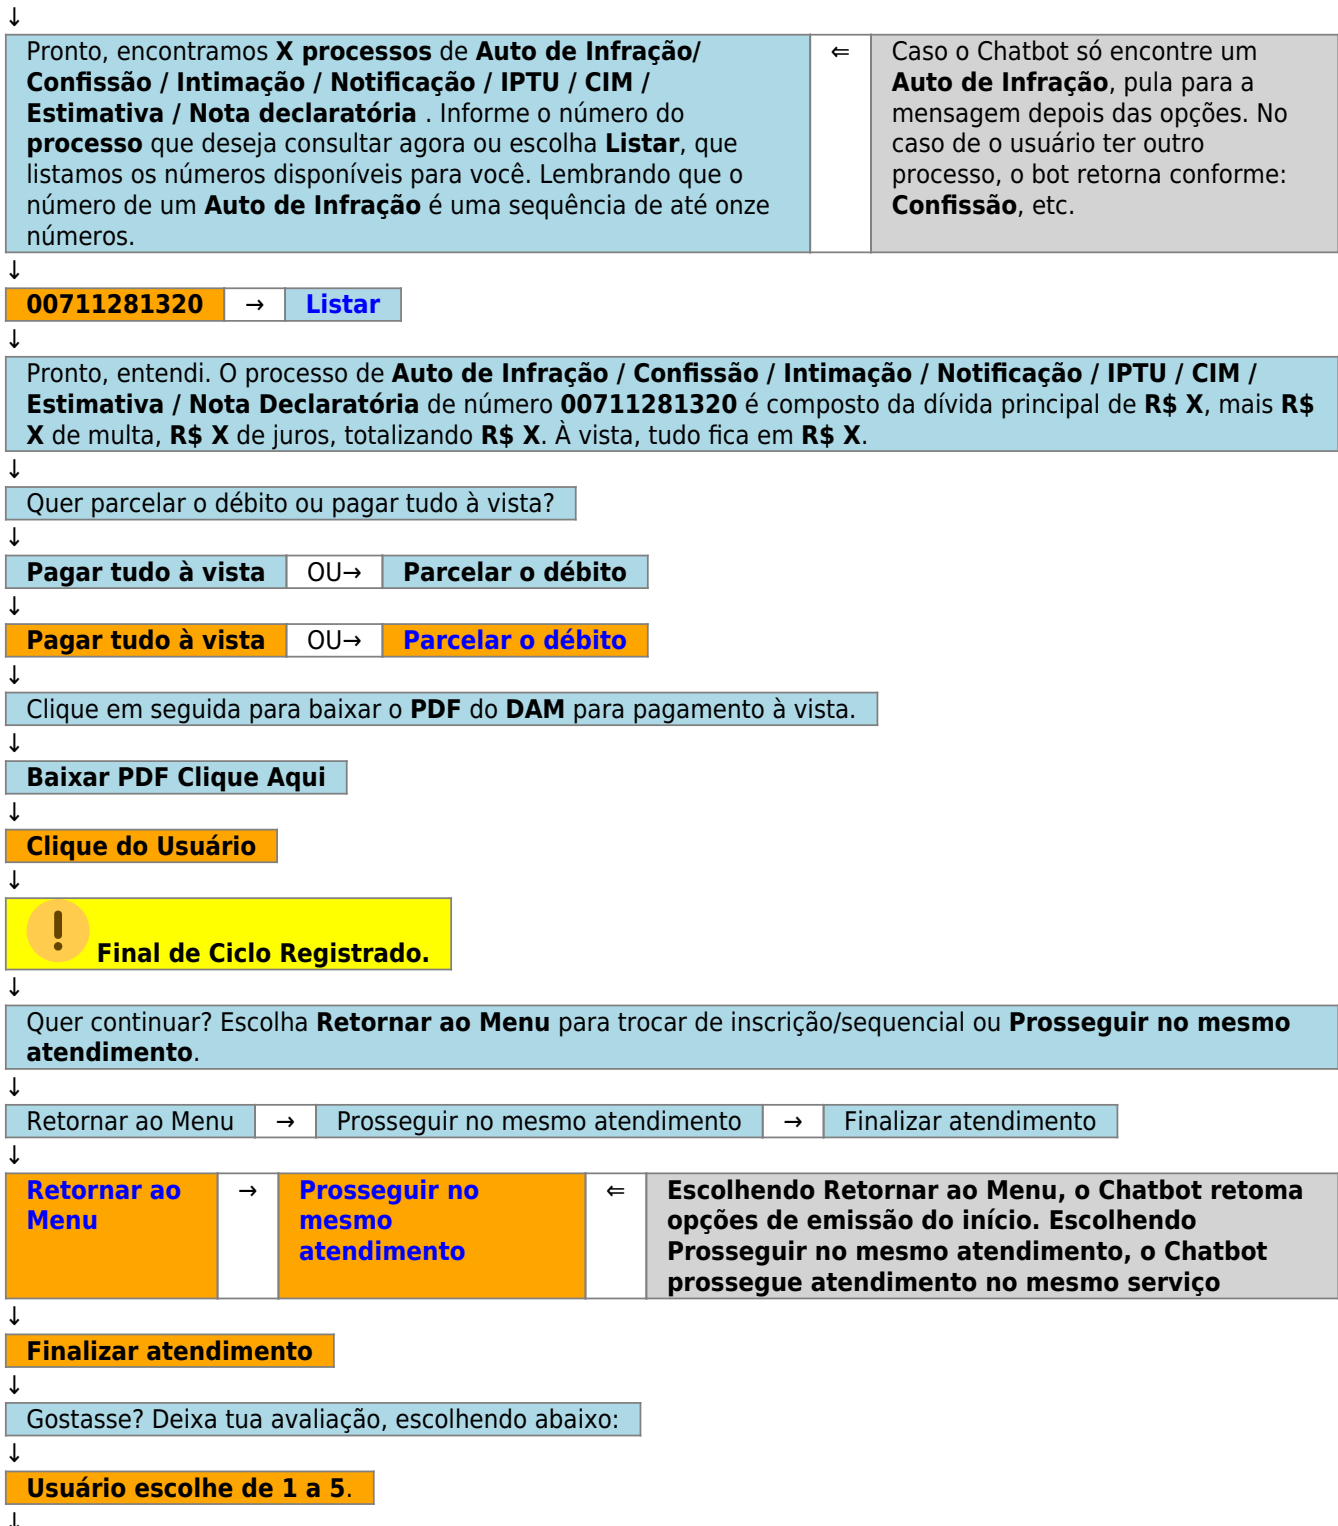 ↓
Pronto, encontramos X processos de Auto de Infração/ ⇐ Caso o Chatbot só encontre um
Confissão / Intimação / Notificação / IPTU / CIM / Auto de Infração, pula para a
Estimativa / Nota declaratória . Informe o número do mensagem depois das opções. No
processo que deseja consultar agora ou escolha Listar, que caso de o usuário ter outro
listamos os números disponíveis para você. Lembrando que o processo, o bot retorna conforme:
número de um Auto de Infração é uma sequência de até onze Confissão, etc.
números.
↓
00711281320 → Listar
↓
Pronto, entendi. O processo de Auto de Infração / Confissão / Intimação / Notificação / IPTU / CIM /
Estimativa / Nota Declaratória de número 00711281320 é composto da dívida principal de R$ X, mais R$
X de multa, R$ X de juros, totalizando R$ X. À vista, tudo fica em R$ X.
↓
Quer parcelar o débito ou pagar tudo à vista?
↓
Pagar tudo à vista OU→ Parcelar o débito
↓
Pagar tudo à vista OU→ Parcelar o débito
↓
Clique em seguida para baixar o PDF do DAM para pagamento à vista.
↓
Baixar PDF Clique Aqui
↓
Clique do Usuário
↓
! Final de Ciclo Registrado.
↓
Quer continuar? Escolha Retornar ao Menu para trocar de inscrição/sequencial ou Prosseguir no mesmo
atendimento.
↓
Retornar ao Menu → Prosseguir no mesmo atendimento → Finalizar atendimento
↓
Retornar ao → Prosseguir no ⇐ Escolhendo Retornar ao Menu, o Chatbot retoma
Menu mesmo opções de emissão do início. Escolhendo
atendimento Prosseguir no mesmo atendimento, o Chatbot
prossegue atendimento no mesmo serviço
↓
Finalizar atendimento
↓
Gostasse? Deixa tua avaliação, escolhendo abaixo:
↓
Usuário escolhe de 1 a 5.
↓